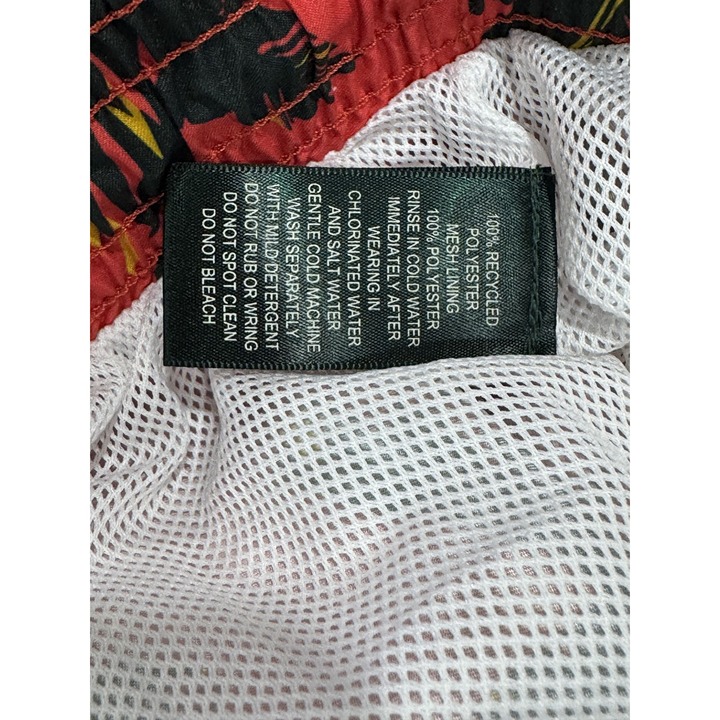 100% RECYCLED
POLYESTER
MESH LINING
100% POLYESTER
RINSE IN COLD WATER
IMMEDIATELY AFTER
WEARING IN
CHLORINATED WATER
AND SALT WATER
GENTLE COLD MACHINE
WASH SEPARATELY
WITH MILD DETERGENT
DO NOT RUB OR WRING
DO NOT SPOT CLEAN
DO NOT BLEACH